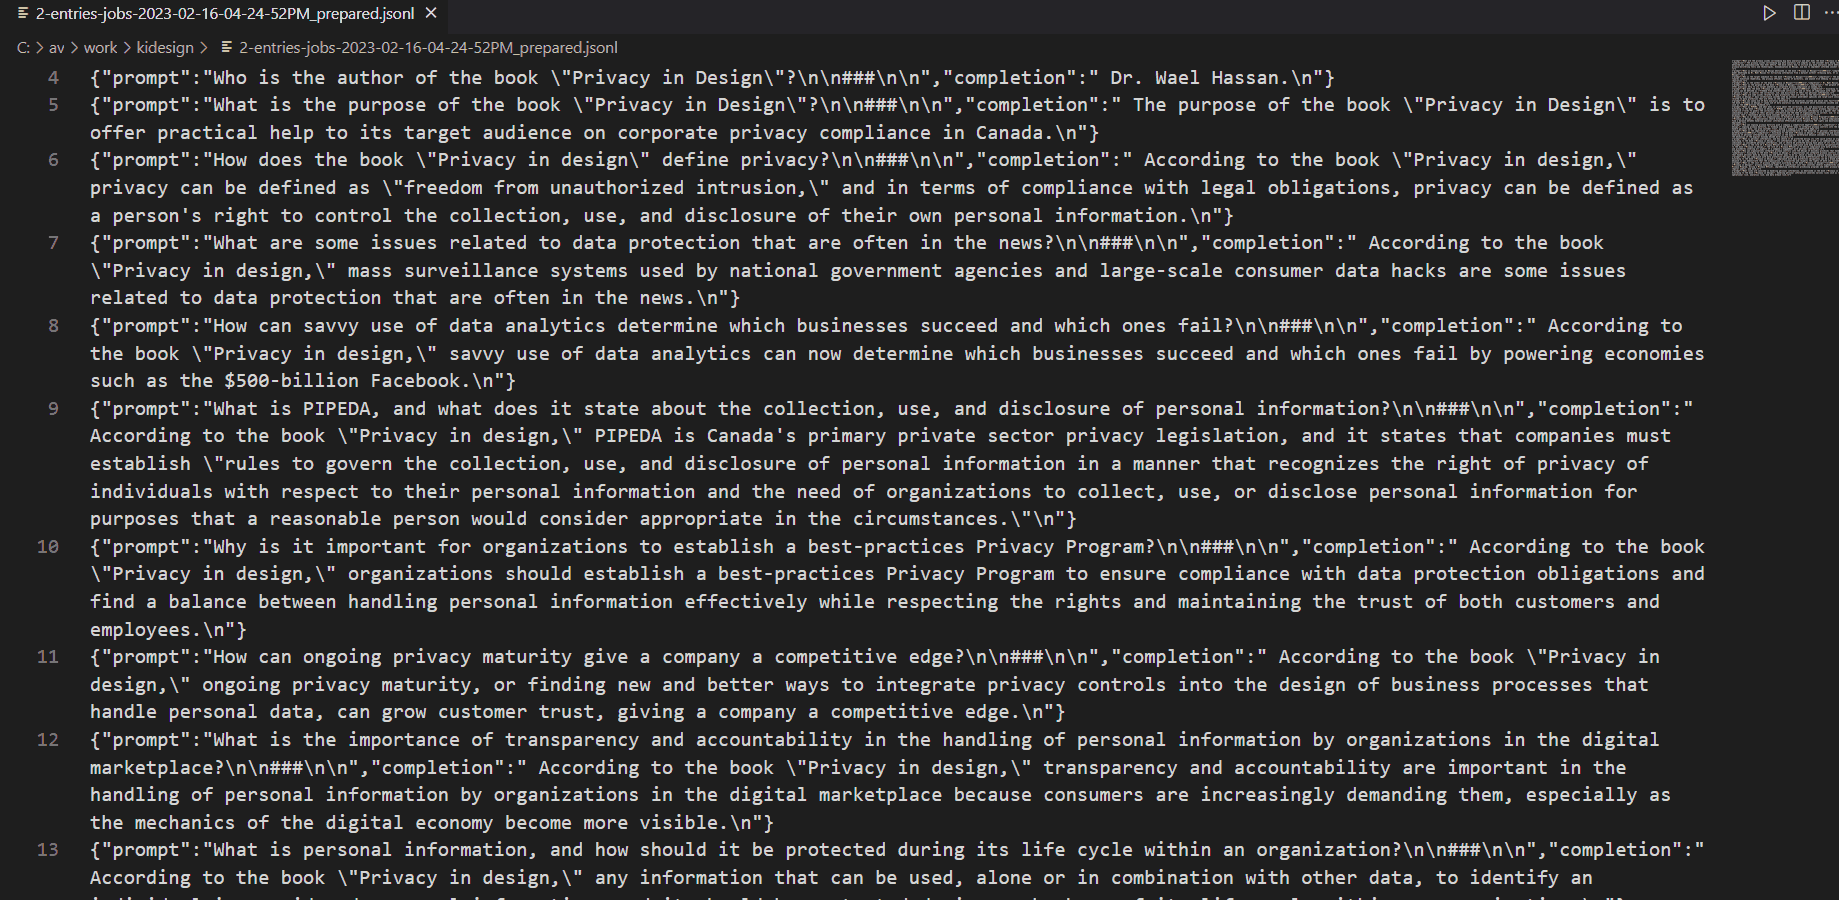 2-entries-jobs-2023-02-16-04-24-52PM_prepared.jsonl
C: > av > work > kidesign > 2-entries-jobs-2023-02-16-04-24-52PM_prepared.jsonl
4 {"prompt":"Who is the author of the book \"Privacy in Design\"?\n\n###\n\n","completion":" Dr. Wael Hassan.\n"}
5 {"prompt":"What is the purpose of the book \"Privacy in Design\"?\n\n###\n\n","completion":" The purpose of the book \"Privacy in Design\" is to
offer practical help to its target audience on corporate privacy compliance in Canada.\n"}
6 {"prompt":"How does the book \"Privacy in design\" define privacy?\n\n###\n\n","completion":" According to the book \"Privacy in design,\"
privacy can be defined as \"freedom from unauthorized intrusion,\" and in terms of compliance with legal obligations, privacy can be defined as
a person's right to control the collection, use, and disclosure of their own personal information.\n"}
7 {"prompt":"What are some issues related to data protection that are often in the news?\n\n###\n\n","completion":" According to the book
\"Privacy in design,\" mass surveillance systems used by national government agencies and large-scale consumer data hacks are some issues
related to data protection that are often in the news.\n"}
8 {"prompt":"How can savvy use of data analytics determine which businesses succeed and which ones fail?\n\n###\n\n","completion":" According to
the book \"Privacy in design,\" savvy use of data analytics can now determine which businesses succeed and which ones fail by powering economies
such as the $500-billion Facebook.\n"}
9 {"prompt":"What is PIPEDA, and what does it state about the collection, use, and disclosure of personal information?\n\n###\n\n","completion":"
According to the book \"Privacy in design,\" PIPEDA is Canada's primary private sector privacy legislation, and it states that companies must
establish \"rules to govern the collection, use, and disclosure of personal information in a manner that recognizes the right of privacy of
individuals with respect to their personal information and the need of organizations to collect, use, or disclose personal information for
purposes that a reasonable person would consider appropriate in the circumstances.\"\n"}
10 {"prompt":"Why is it important for organizations to establish a best-practices Privacy Program?\n\n###\n\n","completion":" According to the book
\"Privacy in design,\" organizations should establish a best-practices Privacy Program to ensure compliance with data protection obligations and
find a balance between handling personal information effectively while respecting the rights and maintaining the trust of both customers and
employees.\n"}
11 {"prompt":"How can ongoing privacy maturity give a company a competitive edge?\n\n###\n\n","completion":" According to the book \"Privacy in
design,\" ongoing privacy maturity, or finding new and better ways to integrate privacy controls into the design of business processes that
handle personal data, can grow customer trust, giving a company a competitive edge.\n"}
12 {"prompt":"What is the importance of transparency and accountability in the handling of personal information by organizations in the digital
marketplace?\n\n###\n\n","completion":" According to the book \"Privacy in design,\" transparency and accountability are important in the
handling of personal information by organizations in the digital marketplace because consumers are increasingly demanding them, especially as
the mechanics of the digital economy become more visible.\n"}
13 {"prompt":"What is personal information, and how should it be protected during its life cycle within an organization?\n\n###\n\n","completion":"
According to the book \"Privacy in design,\" any information that can be used, alone or in combination with other data, to identify an